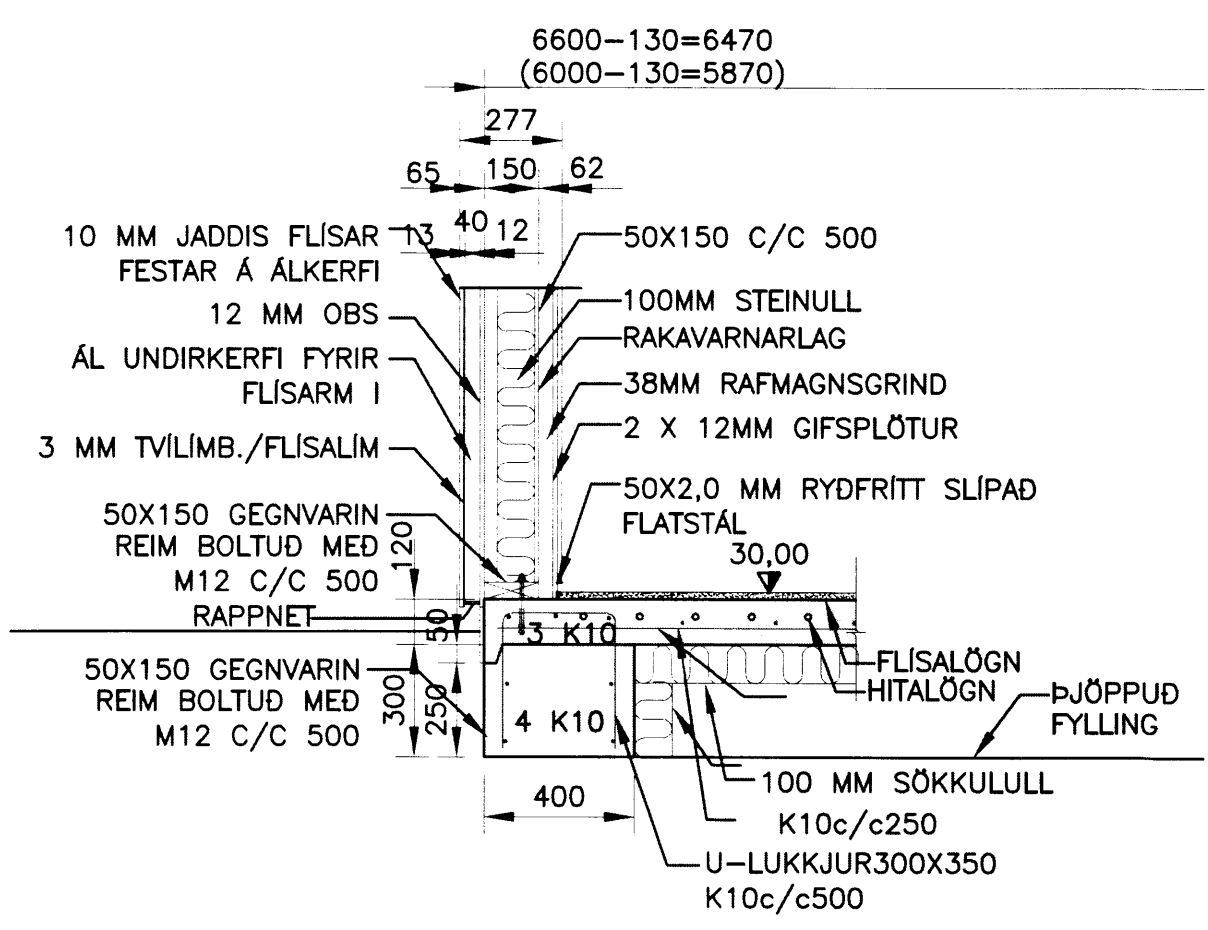 6600-130=6470
(6000-130=5870)
277
65
150
62
13
40
12
10 MM JADDIS FLÍSAR
FESTAR Á ÁLKERFI
12 MM OBS
ÁL UNDIRKERFI FYRIR
FLÍSARM I
3 MM TVÍLÍMB./FLÍSALÍM
50X150 GEGNVARIN
REIM BOLTUÐ MEÐ
M12 C/C 500
RAPPNET
50X150 GEGNVARIN
REIM BOLTUÐ MEÐ
M12 C/C 500
120
50
300
250
50X150 C/C 500
100MM STEINULL
RAKAVARNARLAG
38MM RAFMAGNSGRIND
2 X 12MM GIFSPLÖTUR
50X2,0 MM RYÐFRÍTT SLÍPAÐ
FLATSTÁL
30,00
3 K10
4 K10
FLÍSALÖGN
HITALÖGN
ÞJÖPPUÐ
FYLLING
400
100 MM SÖKKULULL
K10c/c250
U-LUKKJUR300X350
K10c/c500